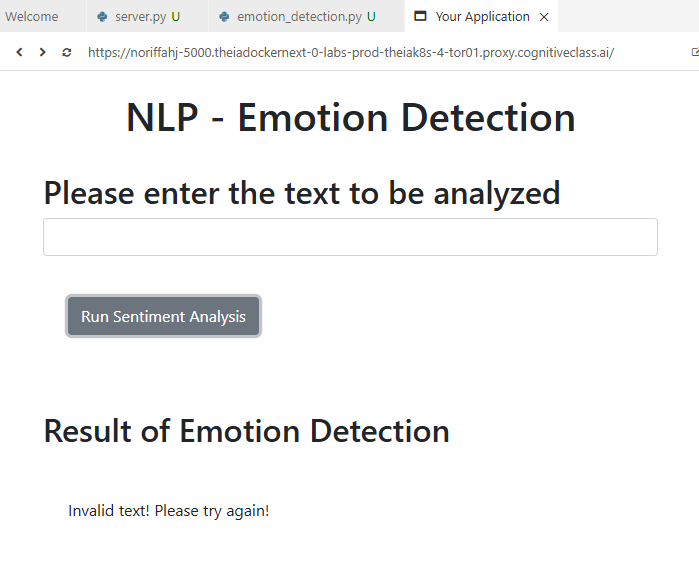 Welcome server.py U emotion_detection.py U Your Application
https://noriffahj-5000.theiadockernext-0-labs-prod-theiak8s-4-tor01.proxy.cognitiveclass.ai/
NLP - Emotion Detection
Please enter the text to be analyzed
Run Sentiment Analysis
Result of Emotion Detection
Invalid text! Please try again!